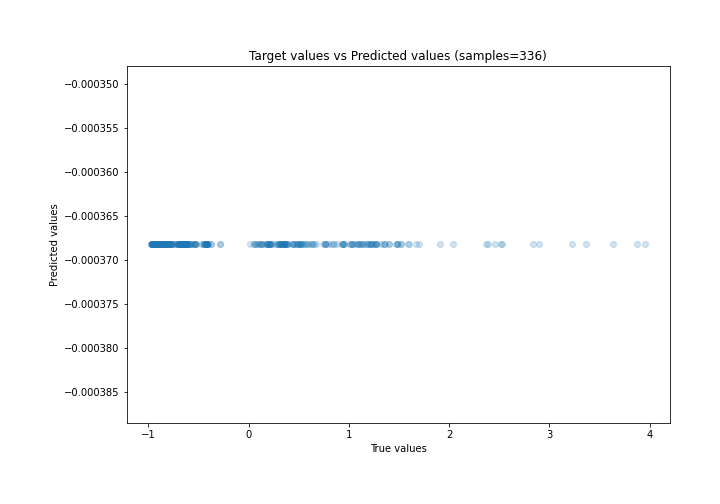 Target values vs Predicted values (samples=336)
−0.000350
−0.000355
−0.000360
−0.000365
−0.000370
−0.000375
−0.000380
−0.000385
Predicted values
−1 0 1 2 3 4
True values